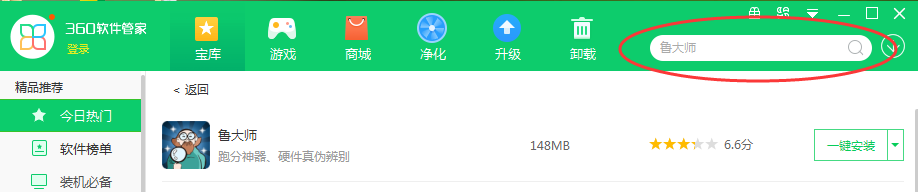 360软件管家
登录
宝库
游戏
商城
净化
升级
卸载
鲁大师
精品推荐
今日热门
软件榜单
装机必备
< 返回
鲁大师
跑分神器、硬件真伪辨别
148MB
6.6分
一键安装